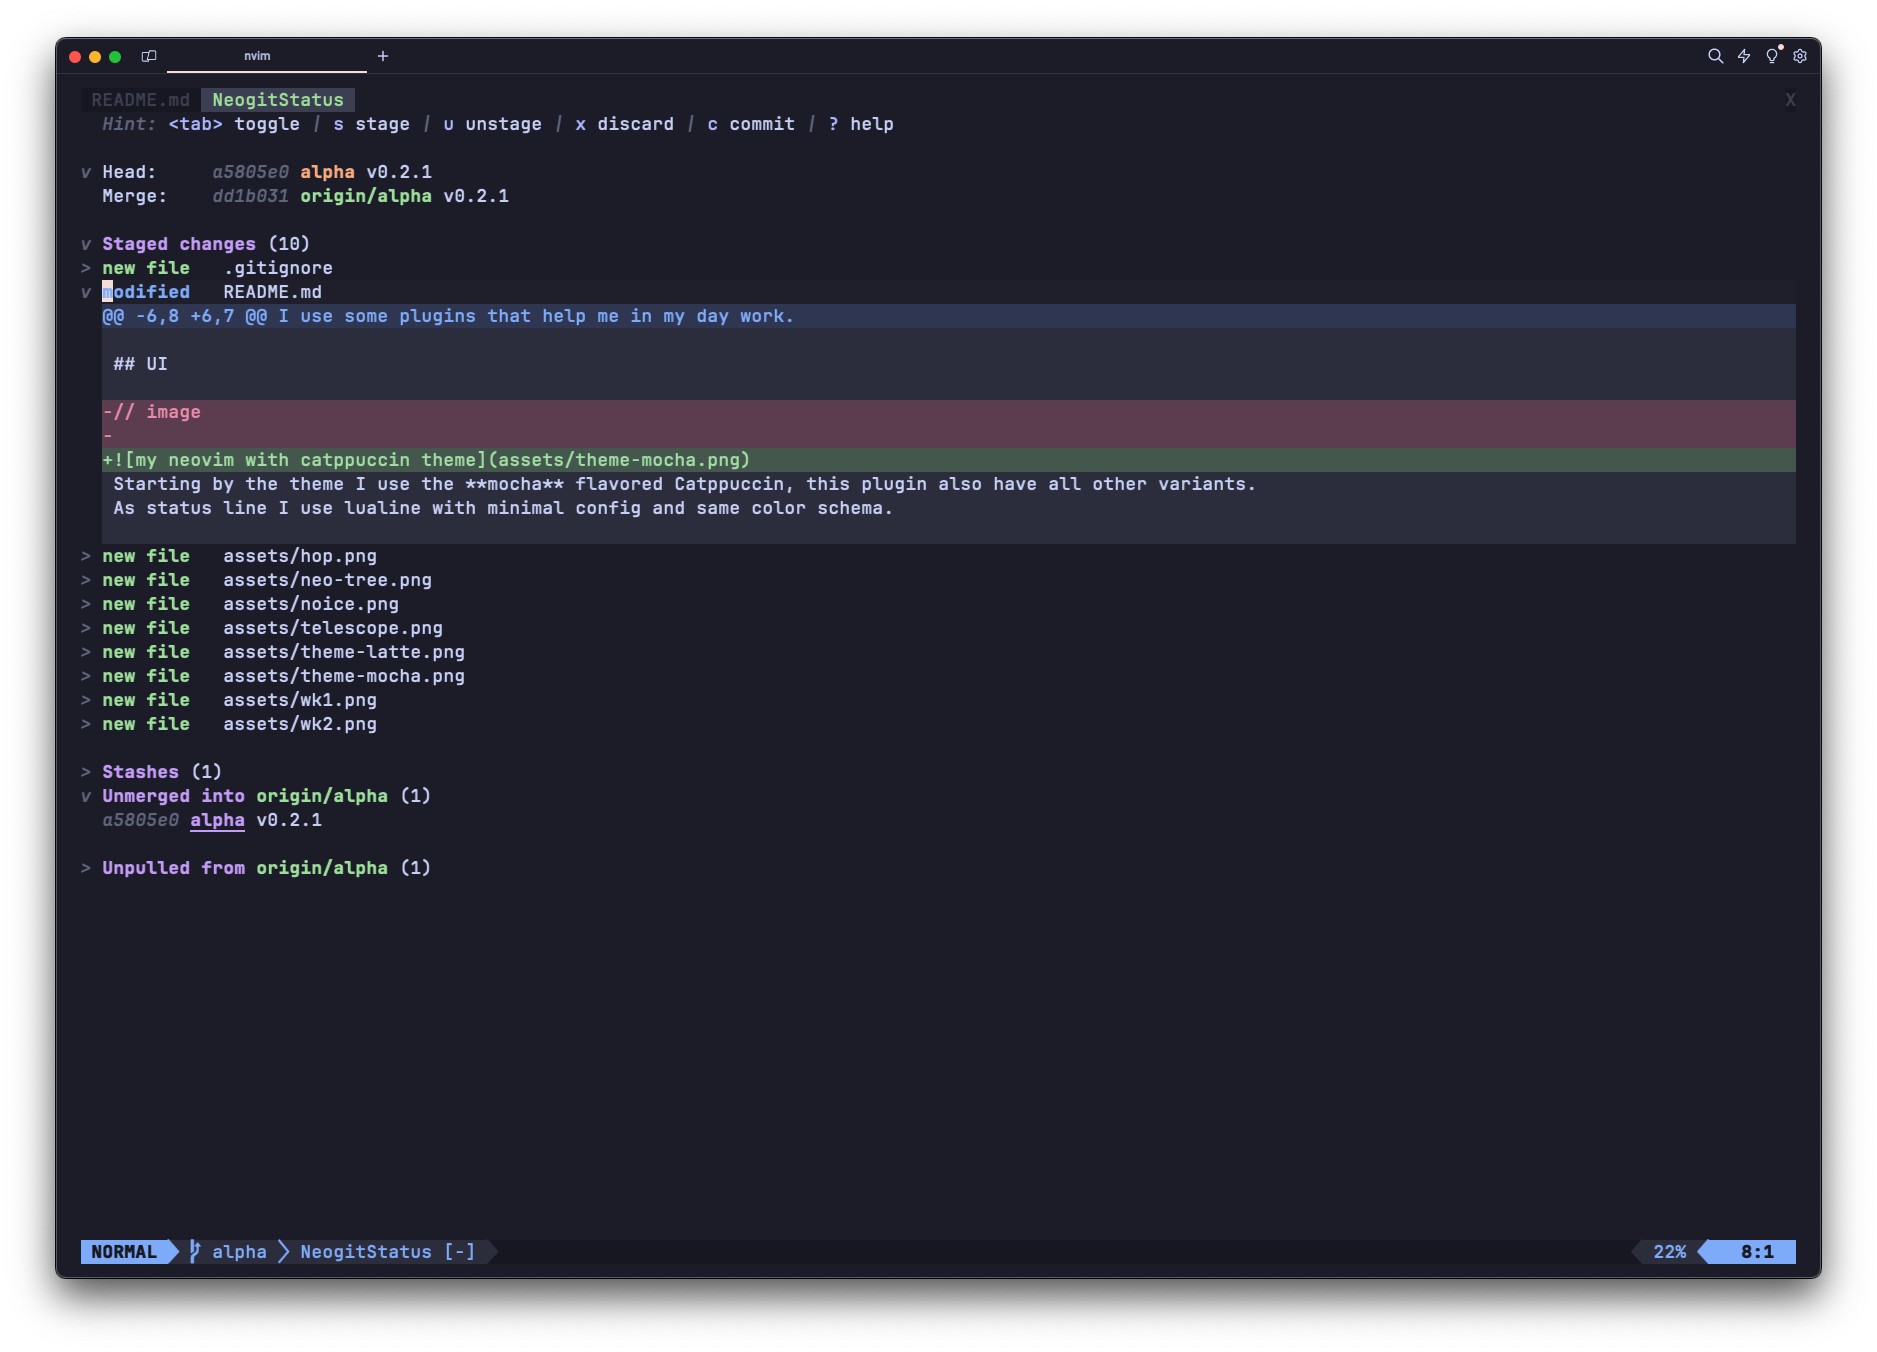 nvim
README.md NeogitStatus X
Hint: <tab> toggle | s stage | u unstage | x discard | c commit | ? help
v Head: a5805e0 alpha v0.2.1
Merge: dd1b031 origin/alpha v0.2.1
v Staged changes (10)
> new file .gitignore
v modified README.md
@@ -6,8 +6,7 @@ I use some plugins that help me in my day work.
## UI
-// image
-
+![my neovim with catppuccin theme](assets/theme-mocha.png)
Starting by the theme I use the **mocha** flavored Catppuccin, this plugin also have all other variants.
As status line I use lualine with minimal config and same color schema.
> new file assets/hop.png
> new file assets/neo-tree.png
> new file assets/noice.png
> new file assets/telescope.png
> new file assets/theme-latte.png
> new file assets/theme-mocha.png
> new file assets/wk1.png
> new file assets/wk2.png
> Stashes (1)
v Unmerged into origin/alpha (1)
a5805e0 alpha v0.2.1
> Unpulled from origin/alpha (1)
NORMAL alpha NeogitStatus [-] 22% 8:1